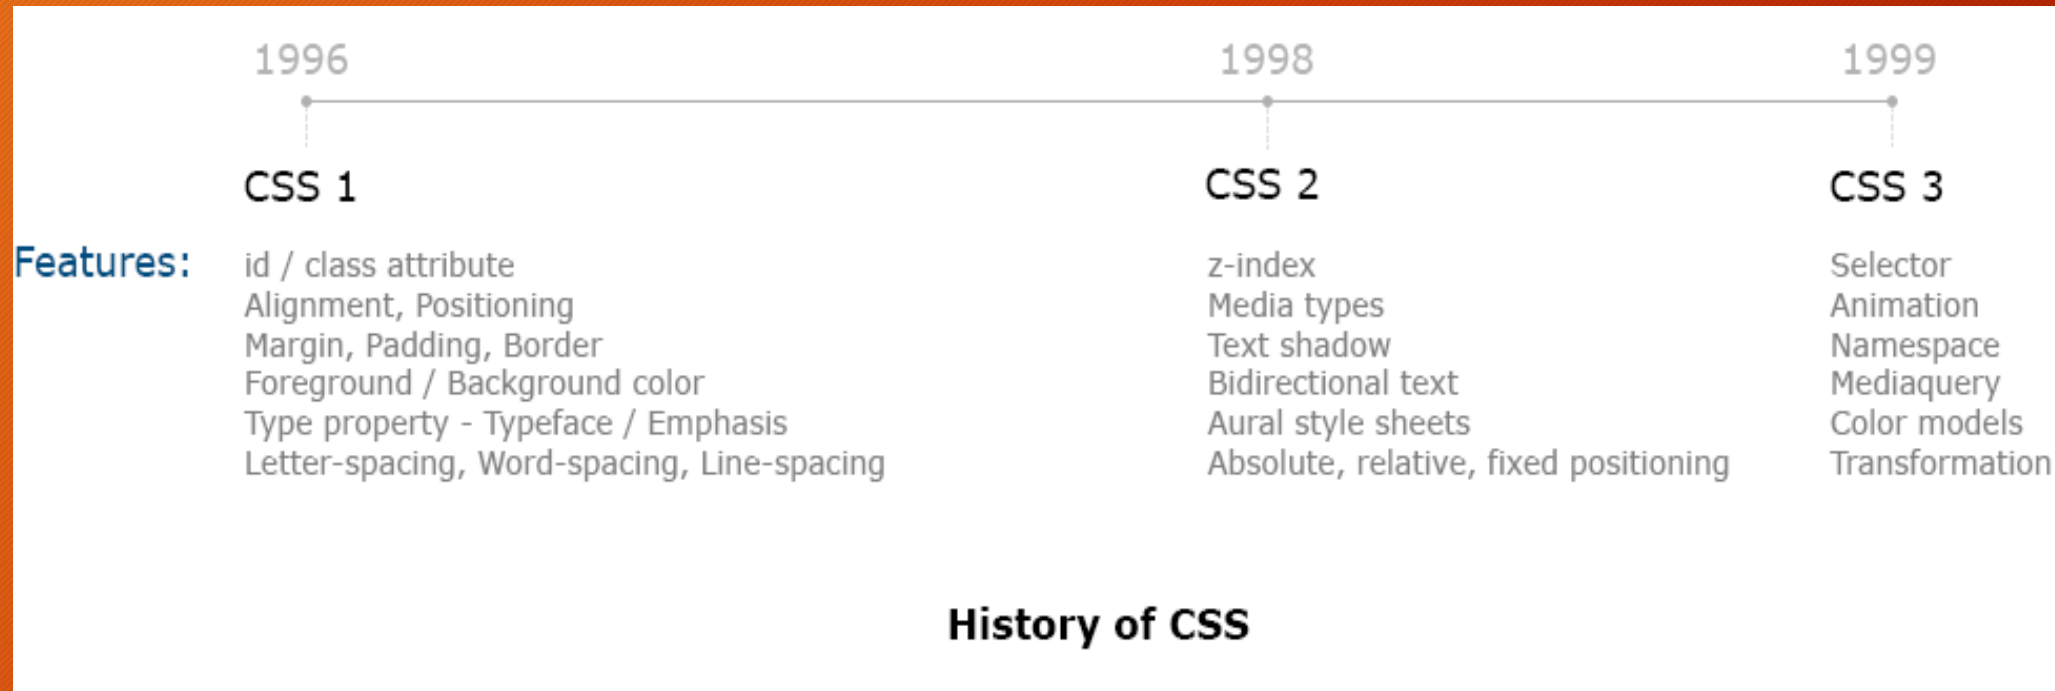 1996
1998
1999
CSS 1
CSS 2
CSS 3
Features:
id / class attribute
Alignment, Positioning
Margin, Padding, Border
Foreground / Background color
Type property - Typeface / Emphasis
Letter-spacing, Word-spacing, Line-spacing
z-index
Media types
Text shadow
Bidirectional text
Aural style sheets
Absolute, relative, fixed positioning
Selector
Animation
Namespace
Mediaquery
Color models
Transformation
History of CSS